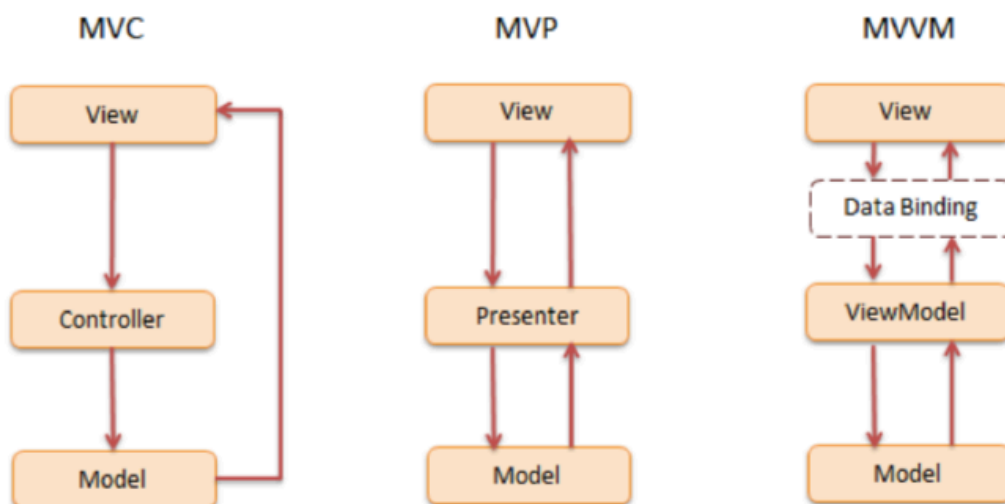 MVC
MVP
MVVM
View
View
View
Data Binding
Controller
Presenter
ViewModel
Model
Model
Model